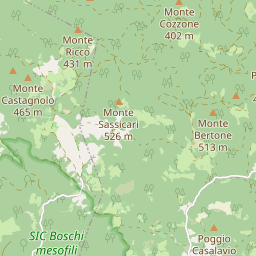 Monte
Cozzone
402 m
Monte
Ricco
431 m
Monte
Castagnolo
465 m
Monte
Sassicari
526 m
Monte
Bertone
513 m
P
SIC Boschi
mesofili
Poggio
Casalavio